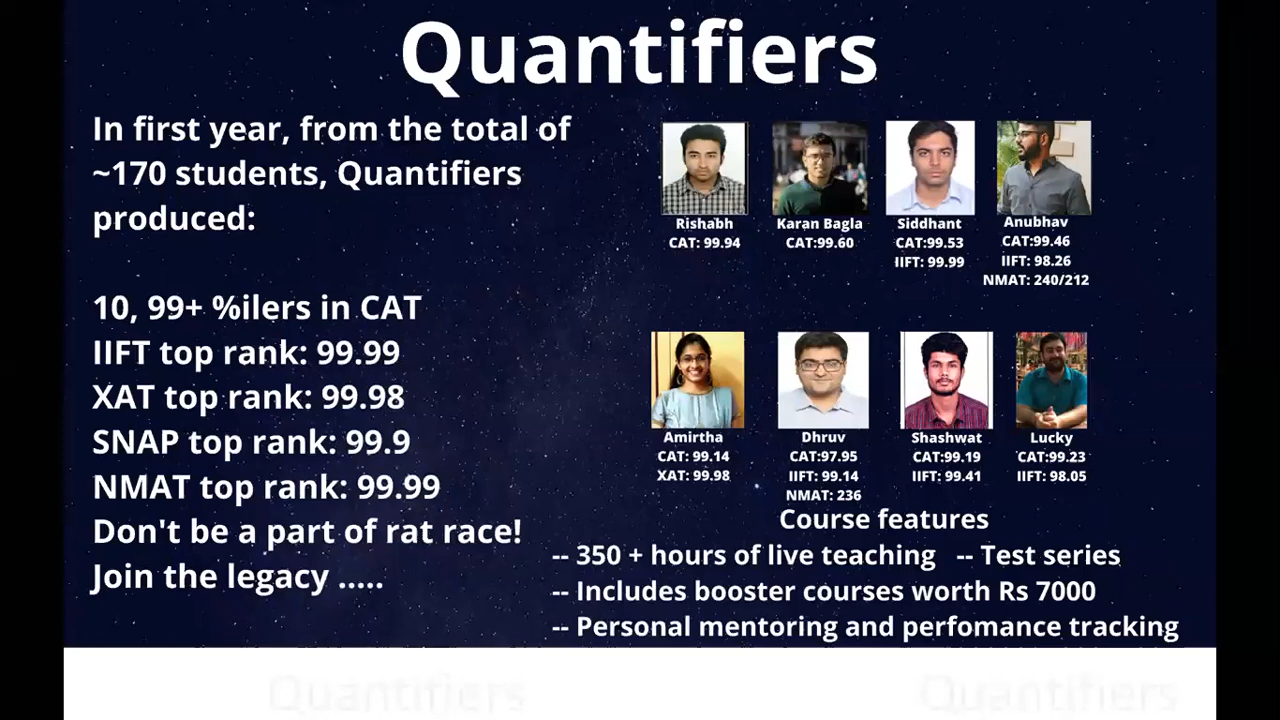 Quantifiers
In first year, from the total of
~170 students, Quantifiers
produced:
10, 99+ %ilers in CAT
IIFT top rank: 99.99
XAT top rank: 99.98
SNAP top rank: 99.9
NMAT top rank: 99.99
Don't be a part of rat race!
Join the legacy .....
Rishabh
CAT: 99.94
Karan Bagla
CAT:99.60
Siddhant
CAT:99.53
IIFT: 99.99
Anubhav
CAT:99.46
IIFT: 98.26
NMAT: 240/212
Amirtha
CAT: 99.14
XAT: 99.98
Dhruv
CAT:97.95
IIFT: 99.14
NMAT: 236
Shashwat
CAT:99.19
IIFT: 99.41
Lucky
CAT:99.23
IIFT: 98.05
Course features
-- 350 + hours of live teaching -- Test series
-- Includes booster courses worth Rs 7000
-- Personal mentoring and perfomance tracking
Quantifiers Quantifiers